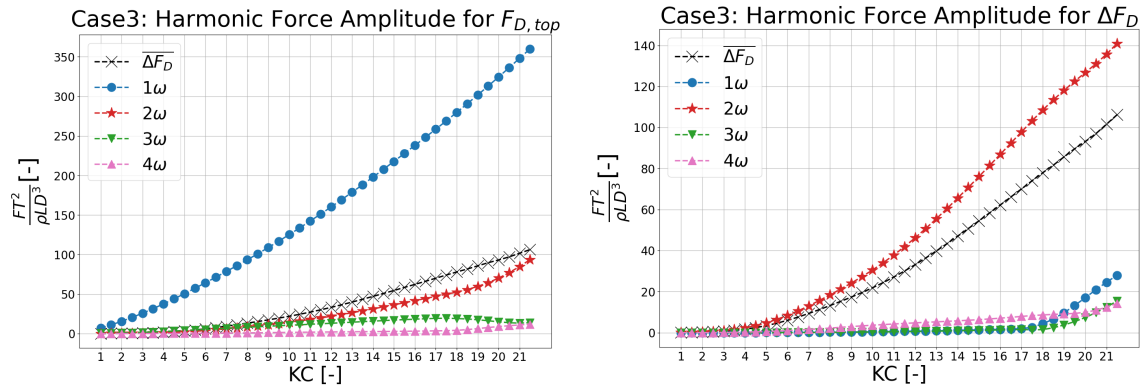 Case3: Harmonic Force Amplitude for F_{D, top}
350
300
250
200
150
100
50
0
FT²/ρLD³ [-]
\overline{ΔF_D}
1ω
2ω
3ω
4ω
1 2 3 4 5 6 7 8 9 10 11 12 13 14 15 16 17 18 19 20 21
KC [-]
Case3: Harmonic Force Amplitude for ΔF_D
140
120
100
80
60
40
20
0
FT²/ρLD³ [-]
\overline{ΔF_D}
1ω
2ω
3ω
4ω
1 2 3 4 5 6 7 8 9 10 11 12 13 14 15 16 17 18 19 20 21
KC [-]